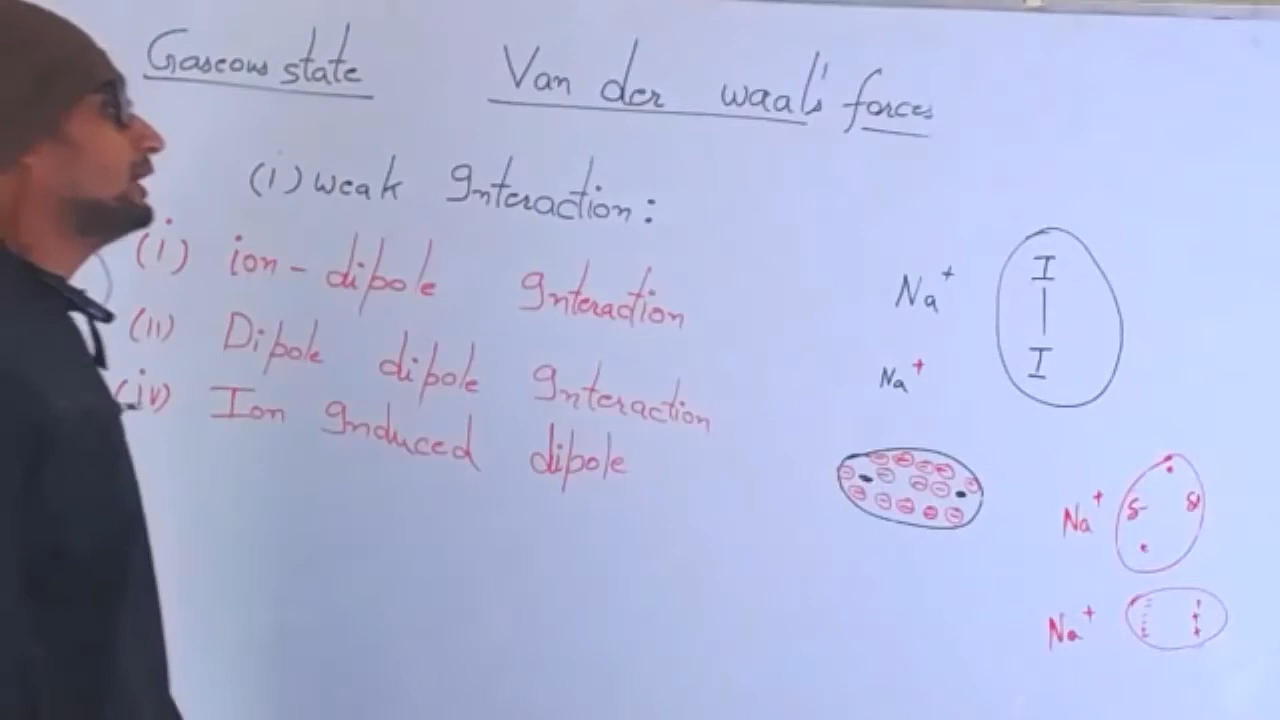 Gaseous state
Van der waal's forces
(i) weak Interaction:
(i) ion-dipole Interaction
(ii) Dipole dipole Interaction
(iv) Ion Induced dipole
Na+
I
|
I
Na+
Na+ δ- δ
Na+